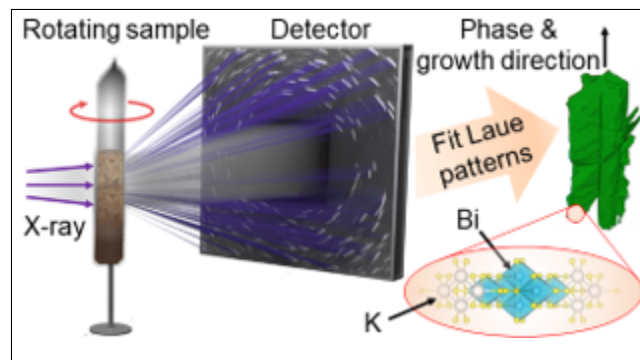 Rotating sample
Detector
Phase &
growth direction
X-ray
Fit Laue
patterns
Bi
K